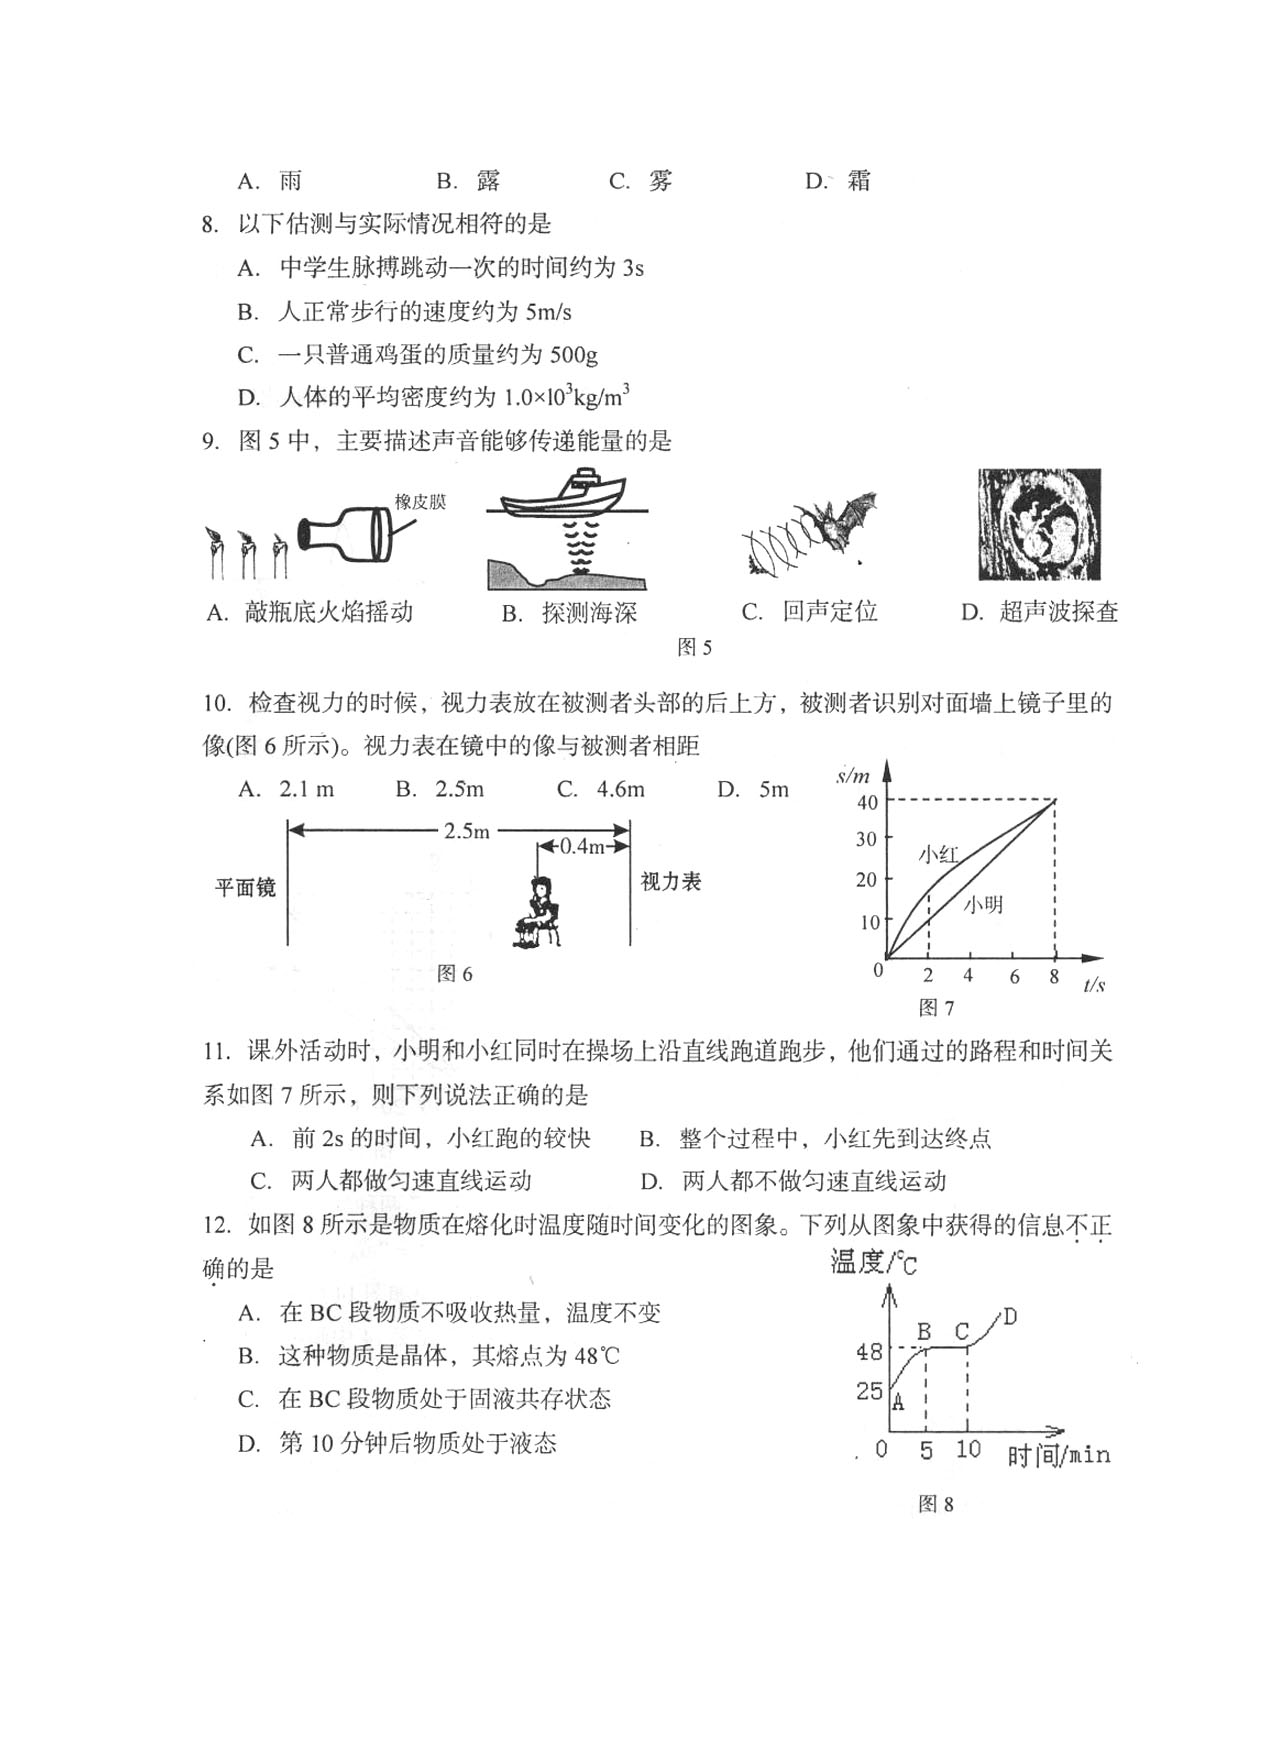 A. 雨 B. 露 C. 雾 D. 霜
8. 以下估测与实际情况相符的是
A. 中学生脉搏跳动一次的时间约为 3s
B. 人正常步行的速度约为 5m/s
C. 一只普通鸡蛋的质量约为 500g
D. 人体的平均密度约为 1.0×10³kg/m³
9. 图 5 中，主要描述声音能够传递能量的是
橡皮膜
A. 敲瓶底火焰摇动 B. 探测海深 C. 回声定位 D. 超声波探查
图 5
10. 检查视力的时候，视力表放在被测者头部的后上方，被测者识别对面墙上镜子里的
像(图 6 所示)。视力表在镜中的像与被测者相距
A. 2.1 m B. 2.5m C. 4.6m D. 5m
2.5m
0.4m
平面镜
视力表
图 6
s/m
40
30
小红
20
小明
10
0 2 4 6 8 t/s
图 7
11. 课外活动时，小明和小红同时在操场上沿直线跑道跑步，他们通过的路程和时间关
系如图 7 所示，则下列说法正确的是
A. 前 2s 的时间，小红跑的较快 B. 整个过程中，小红先到达终点
C. 两人都做匀速直线运动 D. 两人都不做匀速直线运动
12. 如图 8 所示是物质在熔化时温度随时间变化的图象。下列从图象中获得的信息不正
确的是
A. 在 BC 段物质不吸收热量，温度不变
B. 这种物质是晶体，其熔点为 48℃
C. 在 BC 段物质处于固液共存状态
D. 第 10 分钟后物质处于液态
温度/℃
B C D
48
25 A
0 5 10 时间/min
图 8